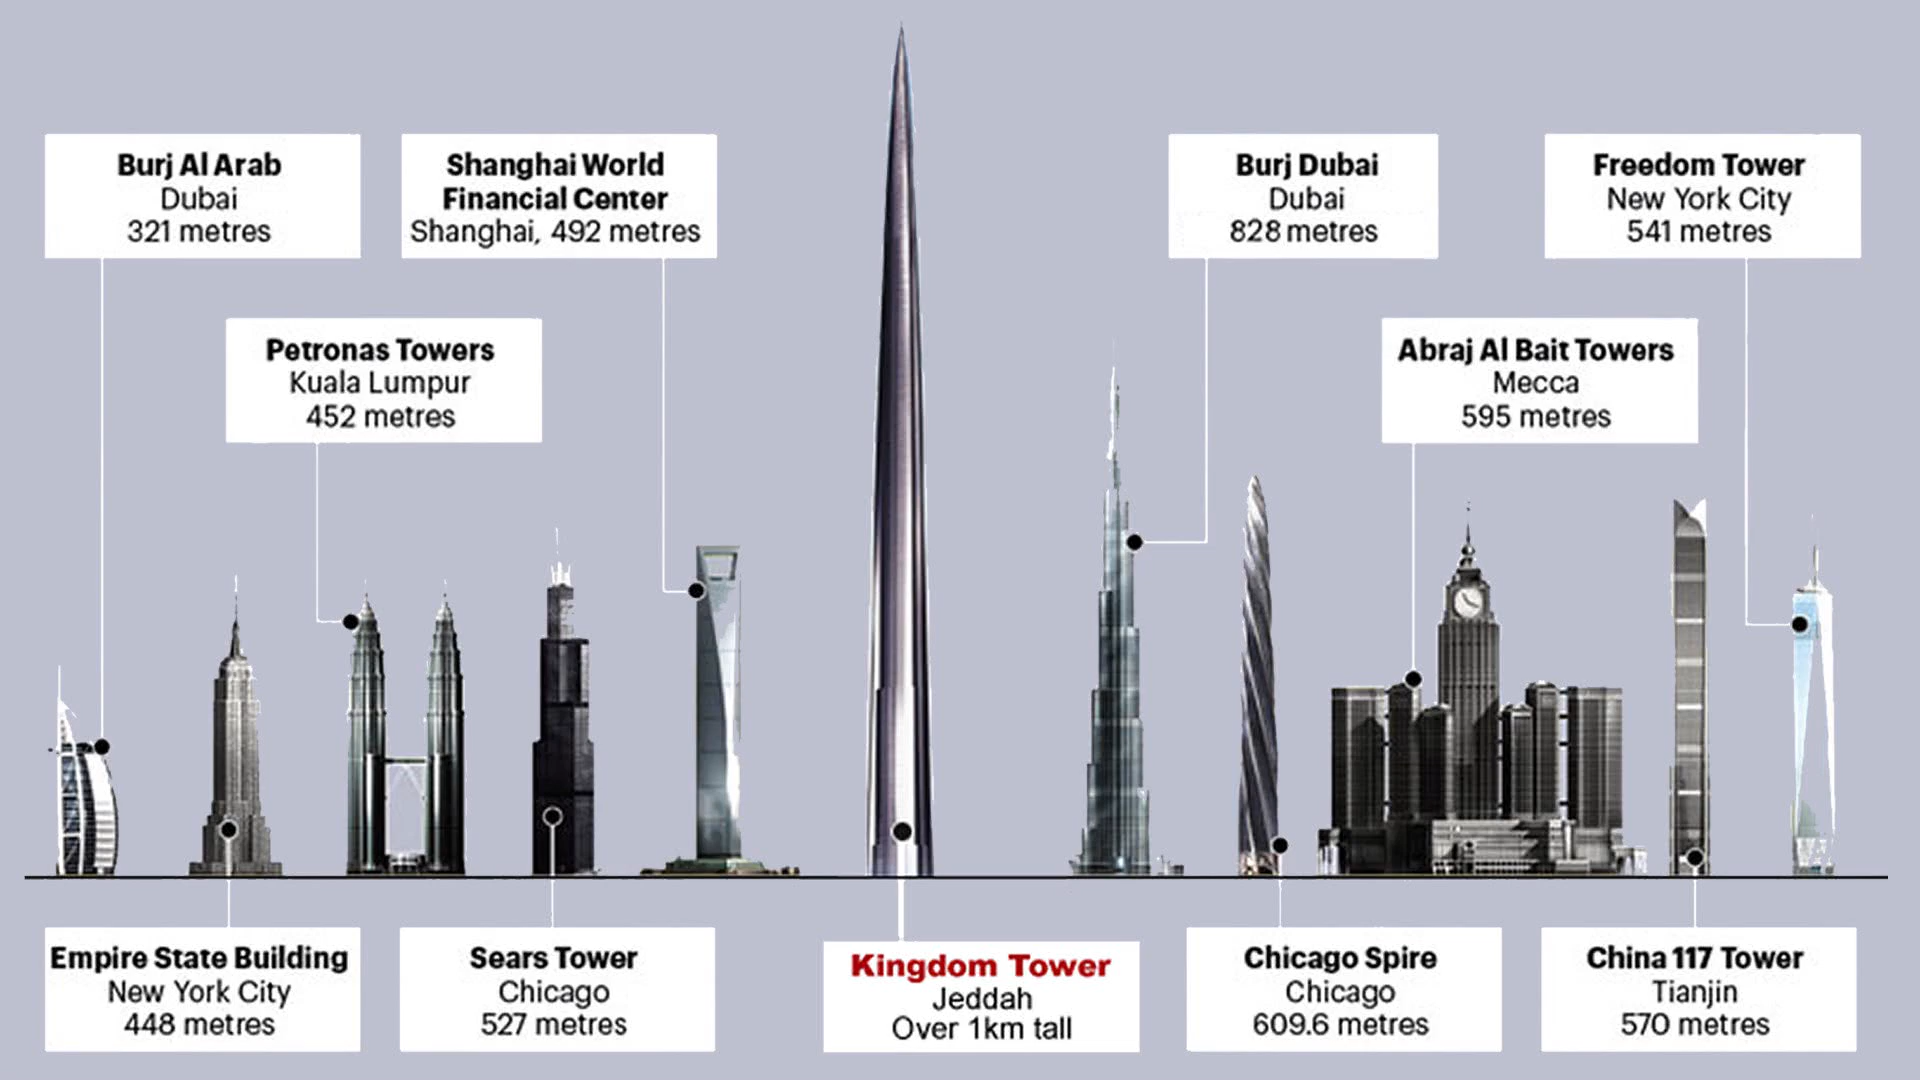 Burj Al Arab
Dubai
321 metres
Shanghai World
Financial Center
Shanghai, 492 metres
Burj Dubai
Dubai
828 metres
Freedom Tower
New York City
541 metres
Petronas Towers
Kuala Lumpur
452 metres
Abraj Al Bait Towers
Mecca
595 metres
Empire State Building
New York City
448 metres
Sears Tower
Chicago
527 metres
Kingdom Tower
Jeddah
Over 1km tall
Chicago Spire
Chicago
609.6 metres
China 117 Tower
Tianjin
570 metres